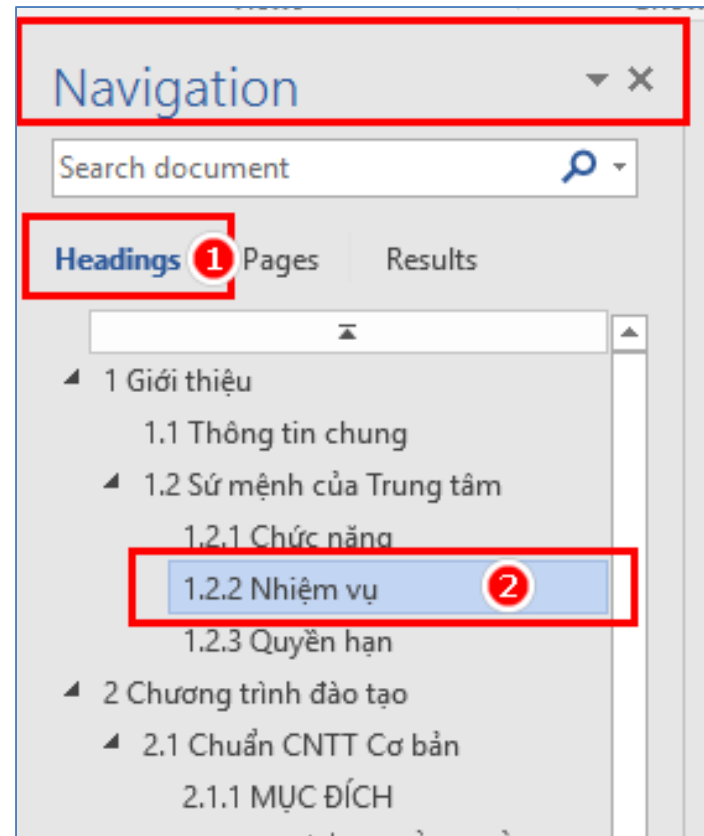 Navigation
Search document
Headings 1 Pages Results
1 Giới thiệu
1.1 Thông tin chung
1.2 Sứ mệnh của Trung tâm
1.2.1 Chức năng
1.2.2 Nhiệm vụ 2
1.2.3 Quyền hạn
2 Chương trình đào tạo
2.1 Chuẩn CNTT Cơ bản
2.1.1 MỤC ĐÍCH